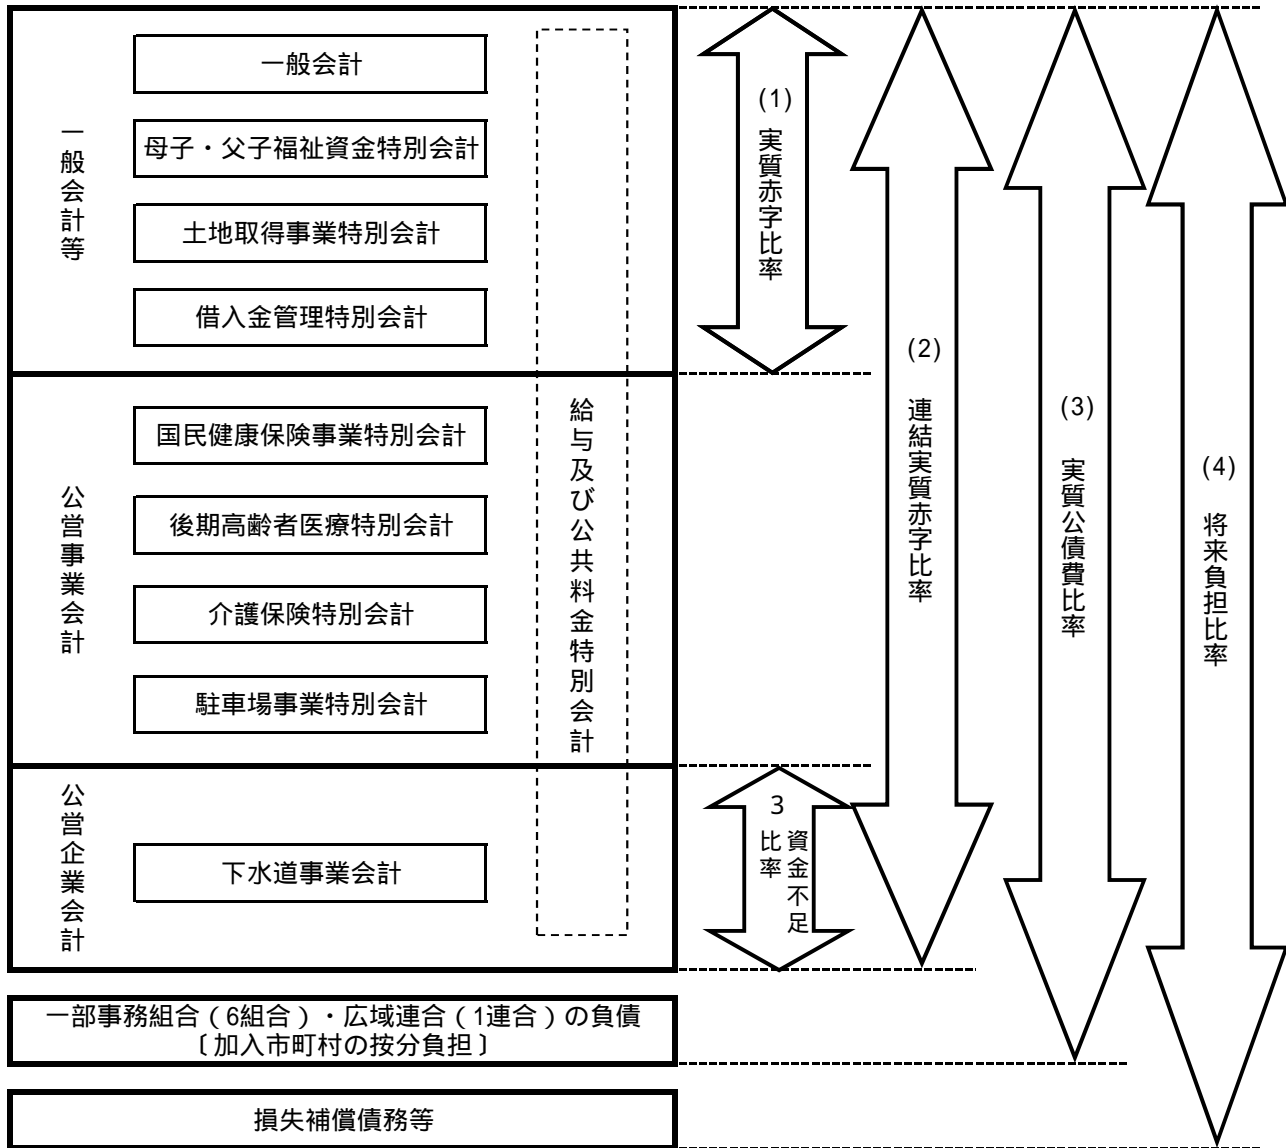 一般会計等
一般会計
母子・父子福祉資金特別会計
土地取得事業特別会計
借入金管理特別会計
公営事業会計
国民健康保険事業特別会計
後期高齢者医療特別会計
介護保険特別会計
駐車場事業特別会計
公営企業会計
下水道事業会計
給与及び公共料金特別会計
(1)
実質赤字比率
3
資金不足
比率
(2)
連結実質赤字比率
(3)
実質公債費比率
(4)
将来負担比率
一部事務組合（6組合）・広域連合（1連合）の負債
〔加入市町村の按分負担〕
損失補償債務等